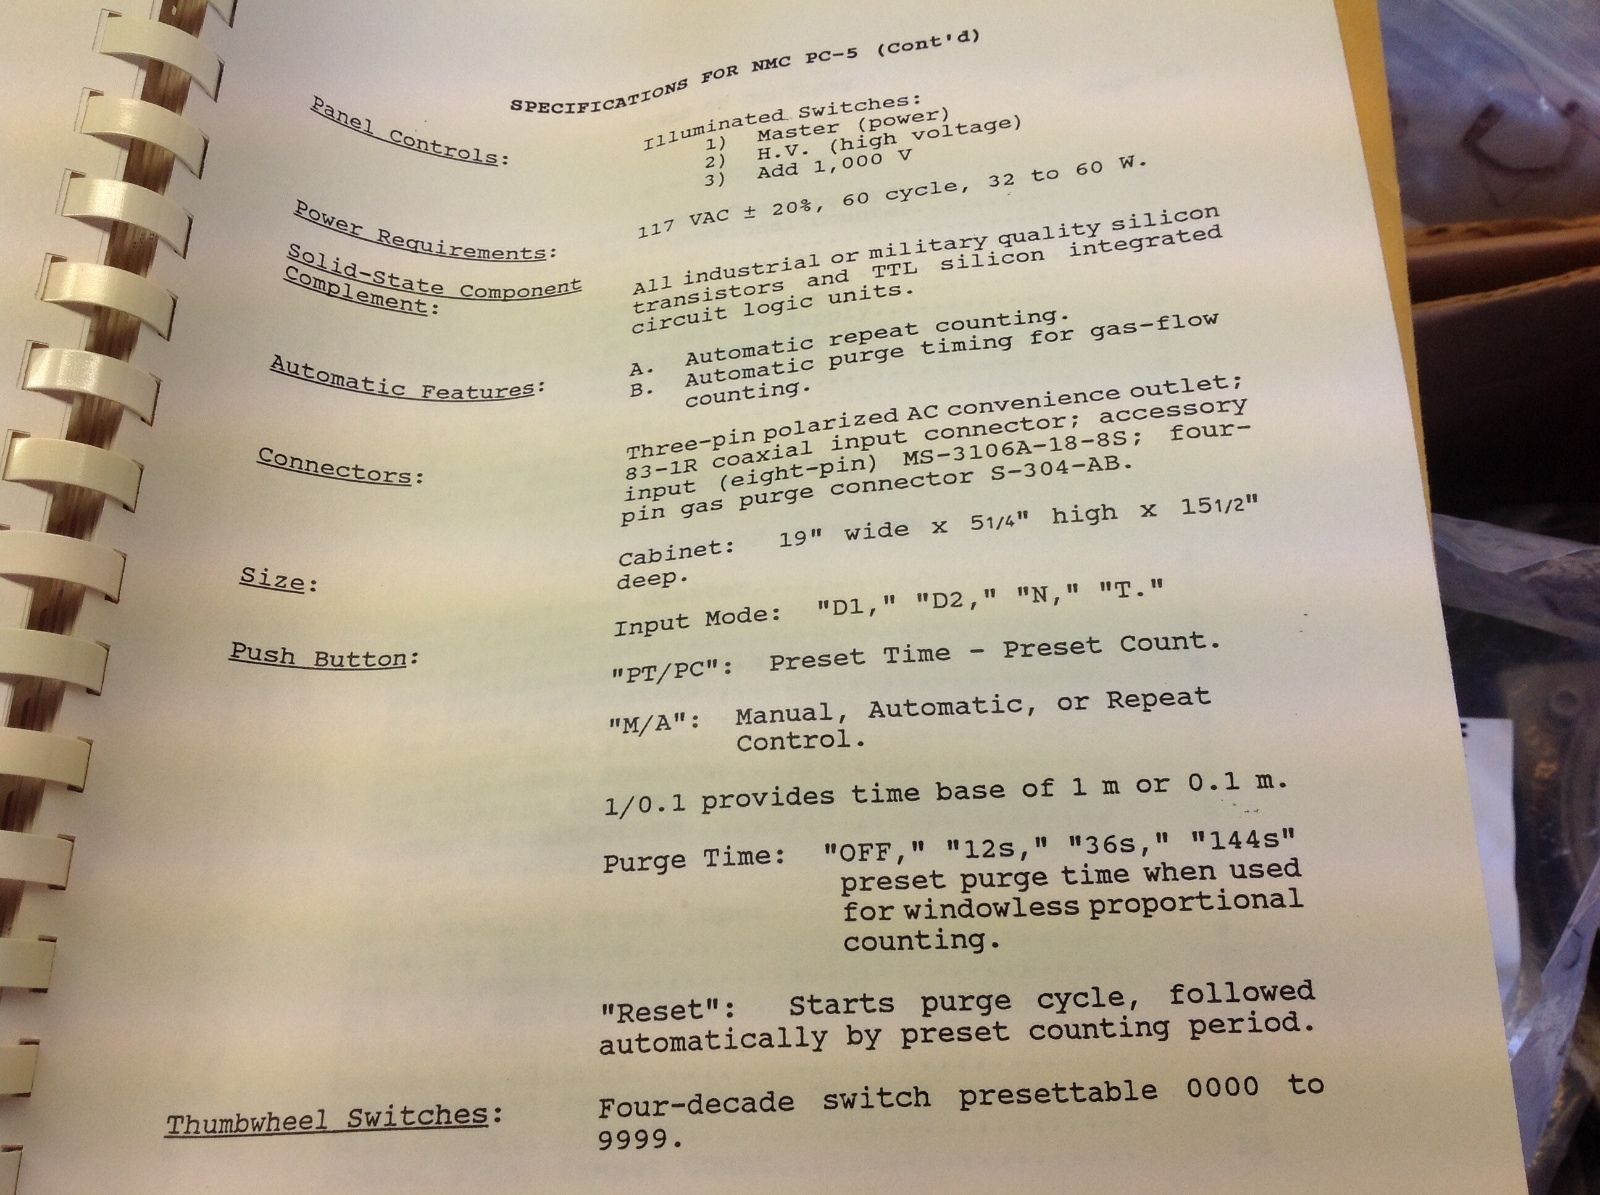 SPECIFICATIONS FOR NMC PC-5 (Cont'd)
Panel Controls:
Illuminated Switches:
1) Master (power)
2) H.V. (high voltage)
3) Add 1,000 V
Power Requirements:
117 VAC ± 20%, 60 cycle, 32 to 60 W.
Solid-State Component
Complement:
All industrial or military quality silicon
transistors and TTL silicon integrated
circuit logic units.
Automatic Features:
A. Automatic repeat counting.
B. Automatic purge timing for gas-flow
counting.
Connectors:
Three-pin polarized AC convenience outlet;
83-1R coaxial input connector; accessory
input (eight-pin) MS-3106A-18-8S; four-
pin gas purge connector S-304-AB.
Size:
Cabinet: 19" wide x 51/4" high x 151/2"
deep.
Push Button:
Input Mode: "D1," "D2," "N," "T."
"PT/PC": Preset Time - Preset Count.
"M/A": Manual, Automatic, or Repeat
Control.
1/0.1 provides time base of 1 m or 0.1 m.
Purge Time: "OFF," "12s," "36s," "144s"
preset purge time when used
for windowless proportional
counting.
"Reset": Starts purge cycle, followed
automatically by preset counting period.
Thumbwheel Switches:
Four-decade switch presettable 0000 to
9999.